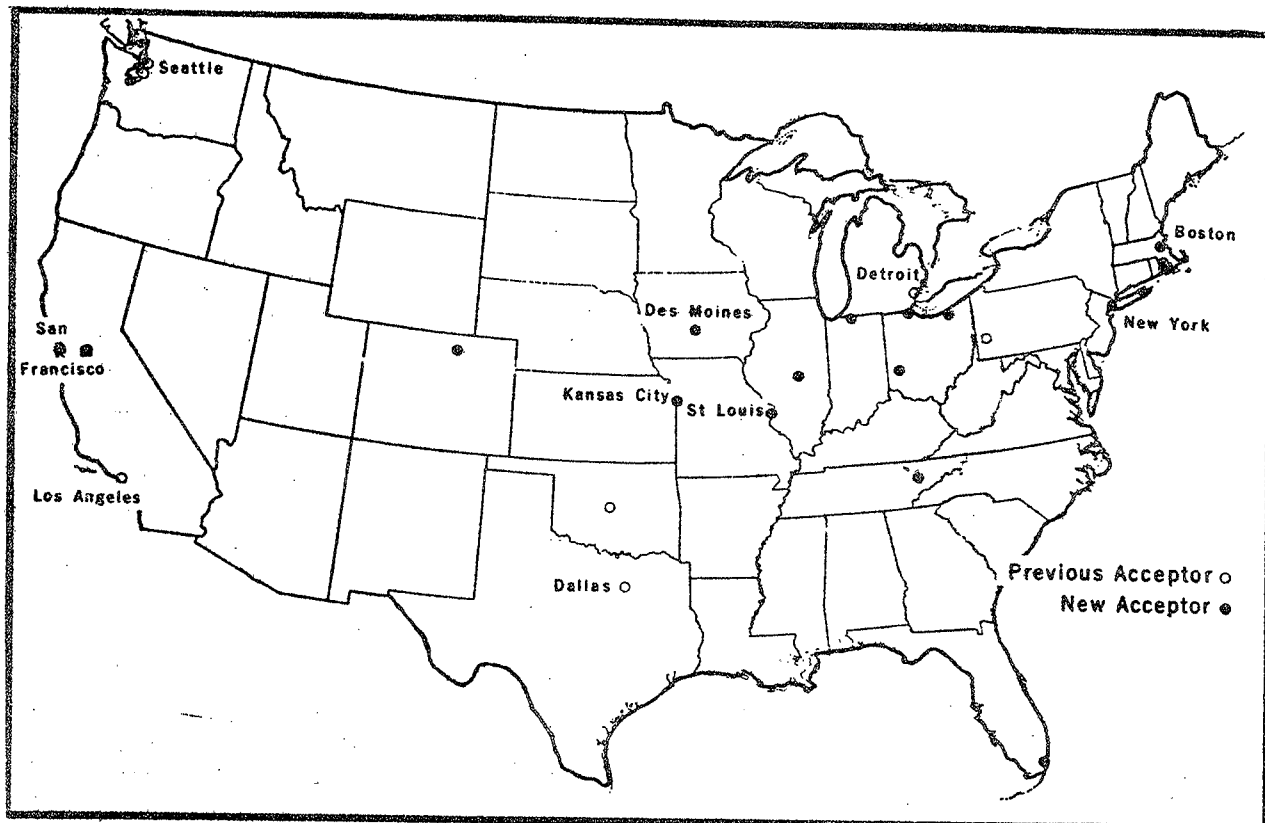 Seattle
Boston
Detroit
Des Moines
New York
San
Francisco
Kansas City
St Louis
Los Angeles
Dallas
Previous Acceptor
New Acceptor